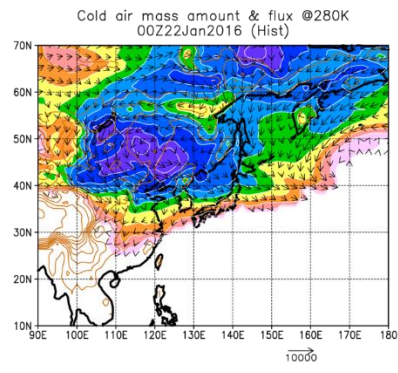 Cold air mass amount & flux @280K
00Z22Jan2016 (Hist)
70N
60N
50N
40N
30N
20N
10N
90E 100E 110E 120E 130E 140E 150E 160E 170E 180
10000